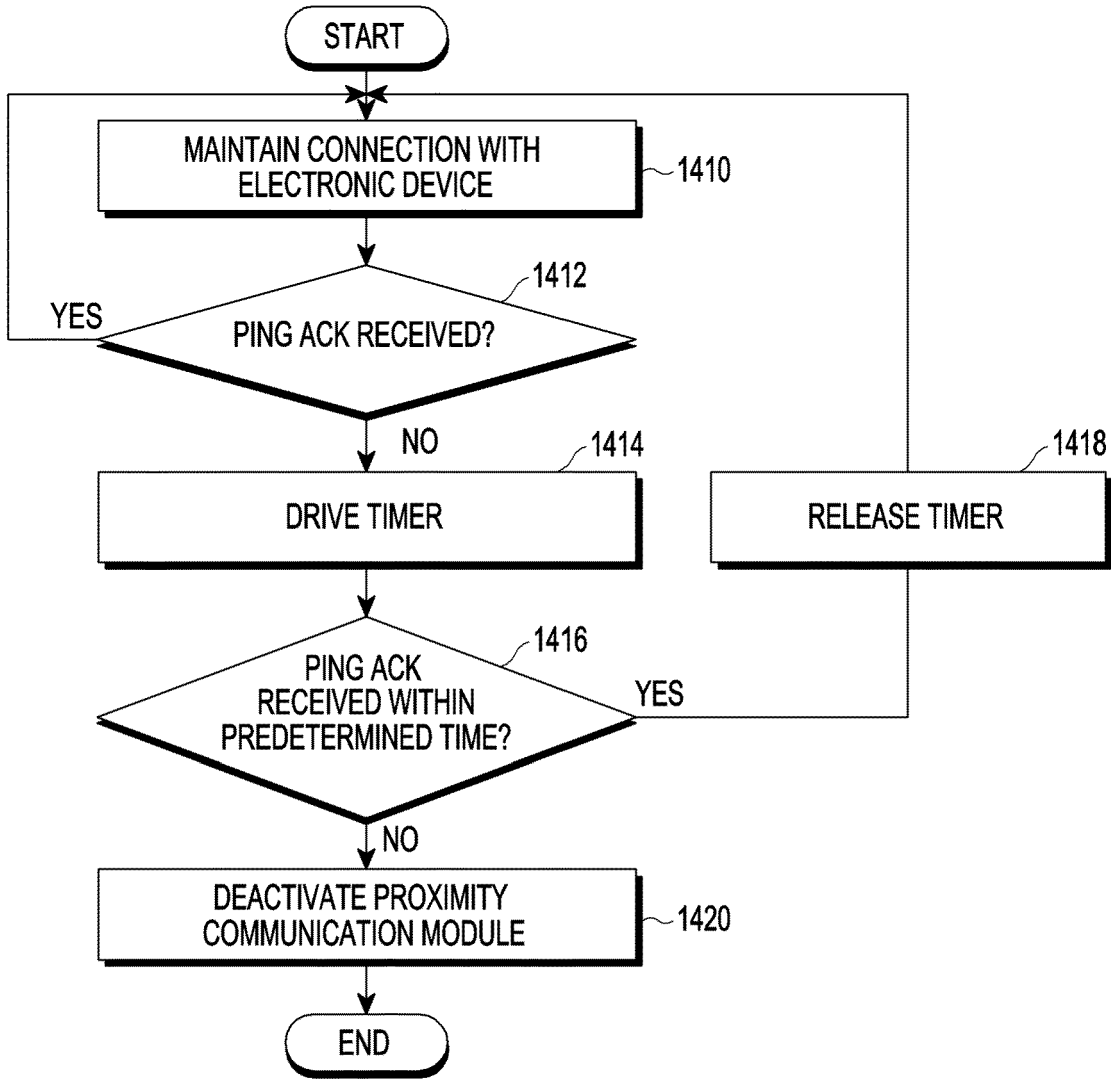 START
MAINTAIN CONNECTION WITH
ELECTRONIC DEVICE
1410
1412
YES
PING ACK RECEIVED?
NO
1414
1418
DRIVE TIMER
RELEASE TIMER
1416
PING ACK
RECEIVED WITHIN
PREDETERMINED TIME?
YES
NO
DEACTIVATE PROXIMITY
COMMUNICATION MODULE
1420
END